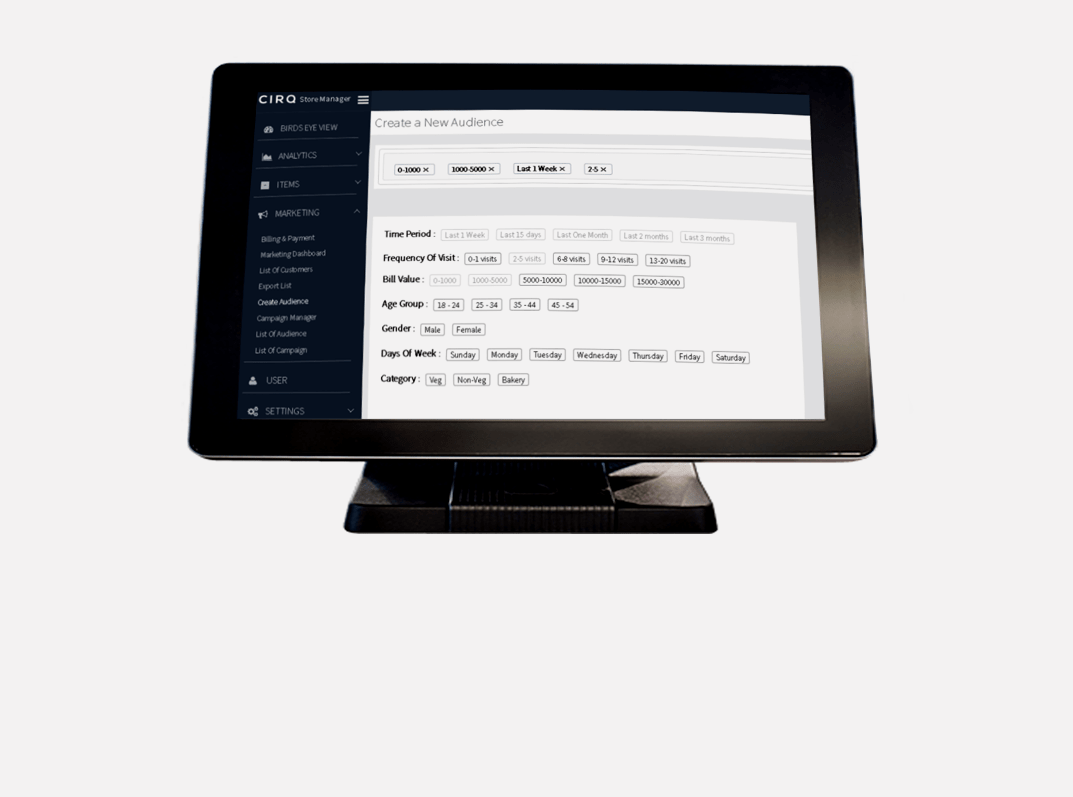 CIRQ Store Manager
BIRDS EYE VIEW
ANALYTICS
ITEMS
MARKETING
Billing & Payment
Marketing Dashboard
List Of Customers
Export List
Create Audience
Campaign Manager
List Of Audience
List Of Campaign
USER
SETTINGS
Create a New Audience
0-1000 × 1000-5000 × Last 1 Week × 2-5 ×
Time Period : Last 1 Week Last 15 days Last One Month Last 2 months Last 3 months
Frequency Of Visit : 0-1 visits 2-5 visits 6-8 visits 9-12 visits 13-20 visits
Bill Value : 0-1000 1000-5000 5000-10000 10000-15000 15000-30000
Age Group : 18 - 24 25 - 34 35 - 44 45 - 54
Gender : Male Female
Days Of Week : Sunday Monday Tuesday Wednesday Thursday Friday Saturday
Category : Veg Non-Veg Bakery